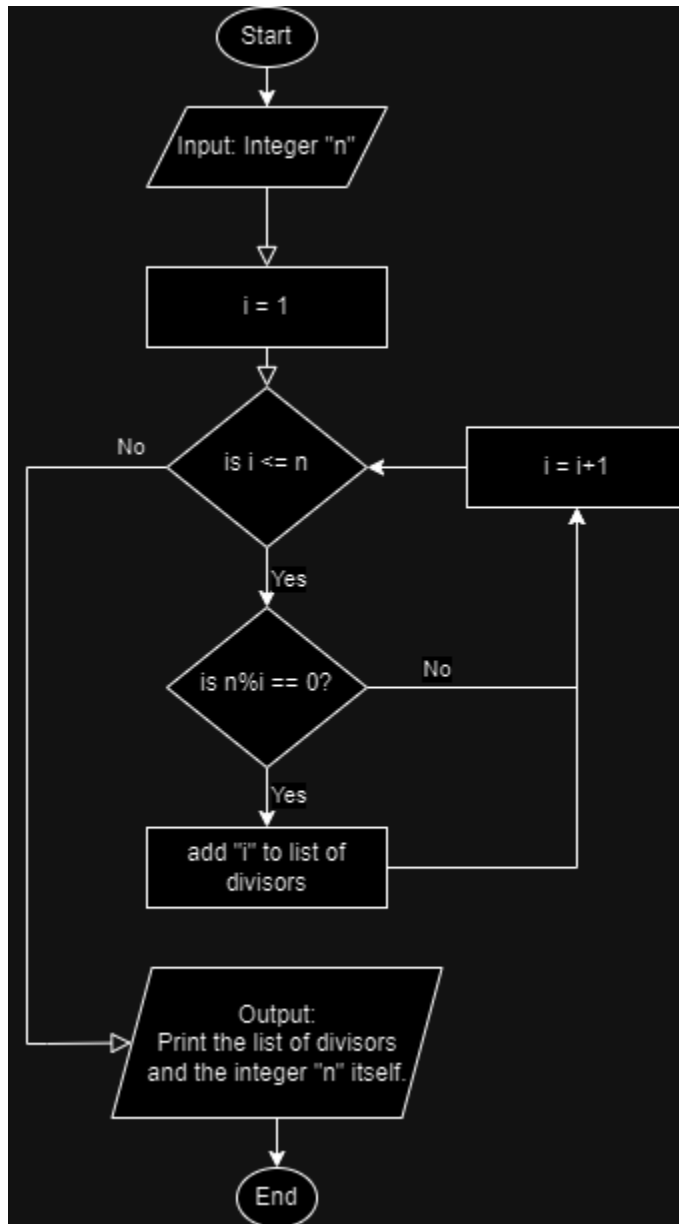 Start
Input: Integer "n"
i = 1
No
is i <= n
i = i+1
Yes
is n%i == 0?
No
Yes
add "i" to list of
divisors
Output:
Print the list of divisors
and the integer "n" itself.
End